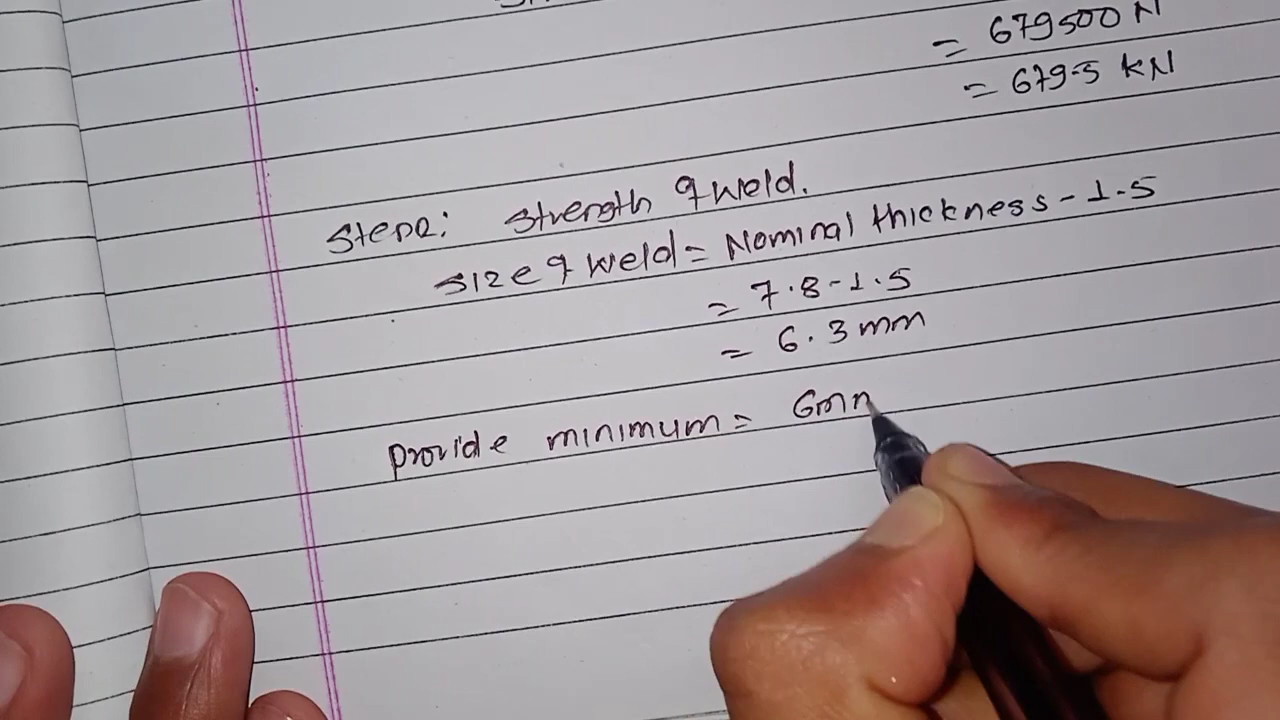 = 679500 N
= 679.5 kN
Step2: Strength of weld.
Size of weld = Nominal thickness - 1.5
= 7.8 - 1.5
= 6.3 mm
Provide minimum = 6mm